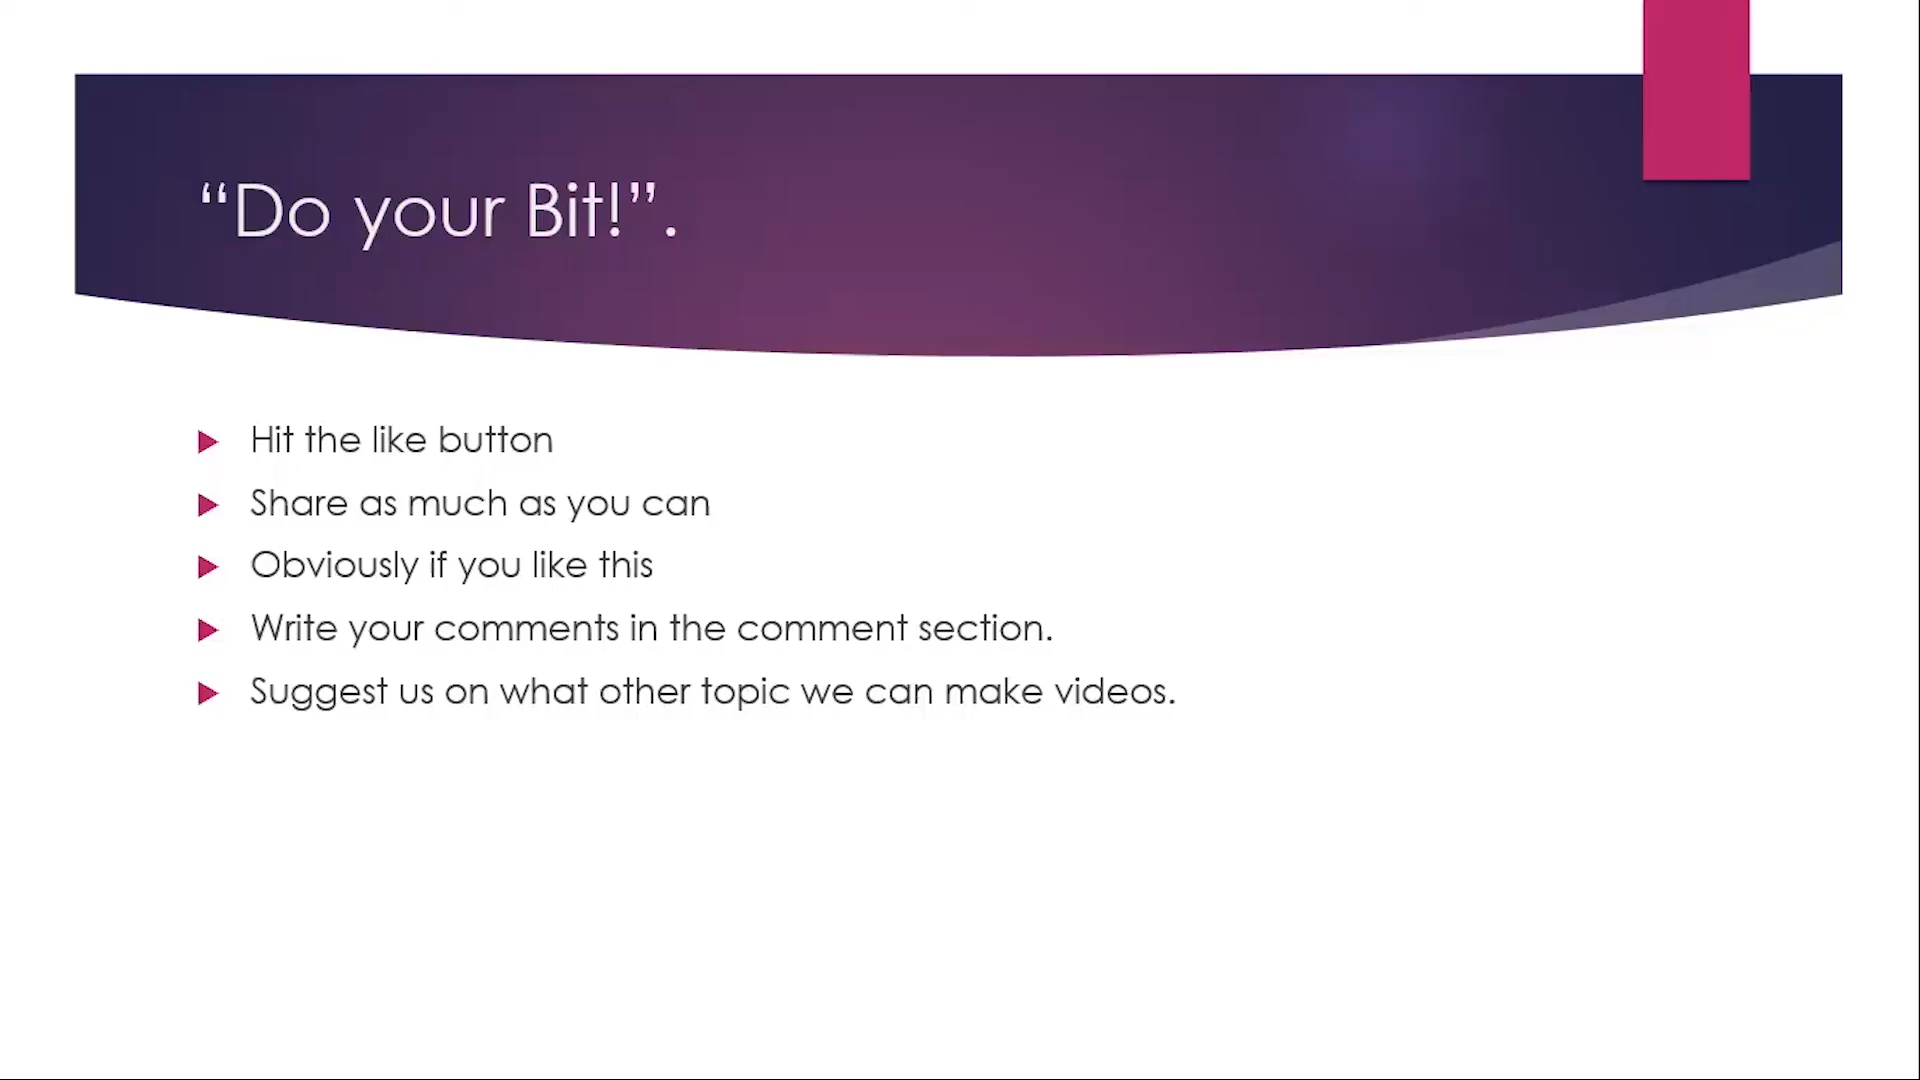 “Do your Bit!”.
Hit the like button
Share as much as you can
Obviously if you like this
Write your comments in the comment section.
Suggest us on what other topic we can make videos.